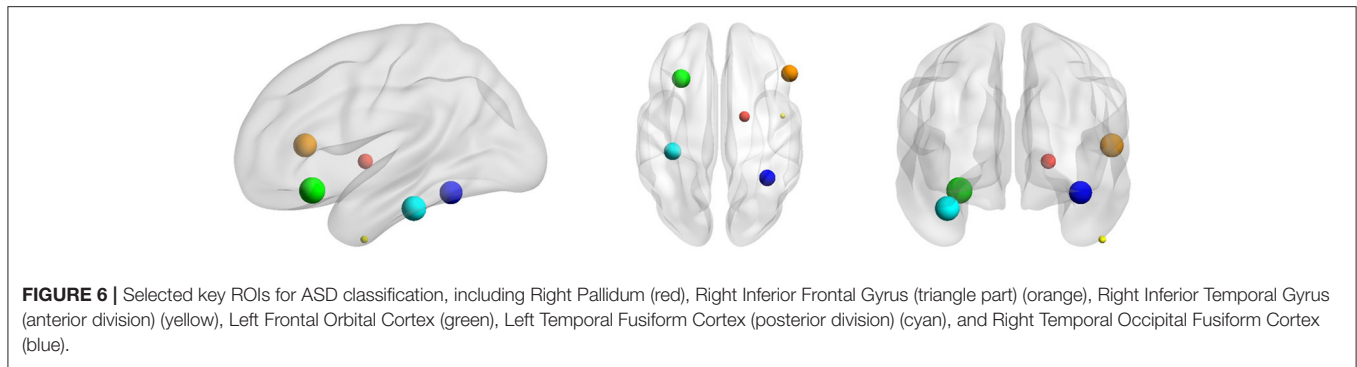 FIGURE 6 | Selected key ROIs for ASD classification, including Right Pallidum (red), Right Inferior Frontal Gyrus (triangle part) (orange), Right Inferior Temporal Gyrus
(anterior division) (yellow), Left Frontal Orbital Cortex (green), Left Temporal Fusiform Cortex (posterior division) (cyan), and Right Temporal Occipital Fusiform Cortex
(blue).